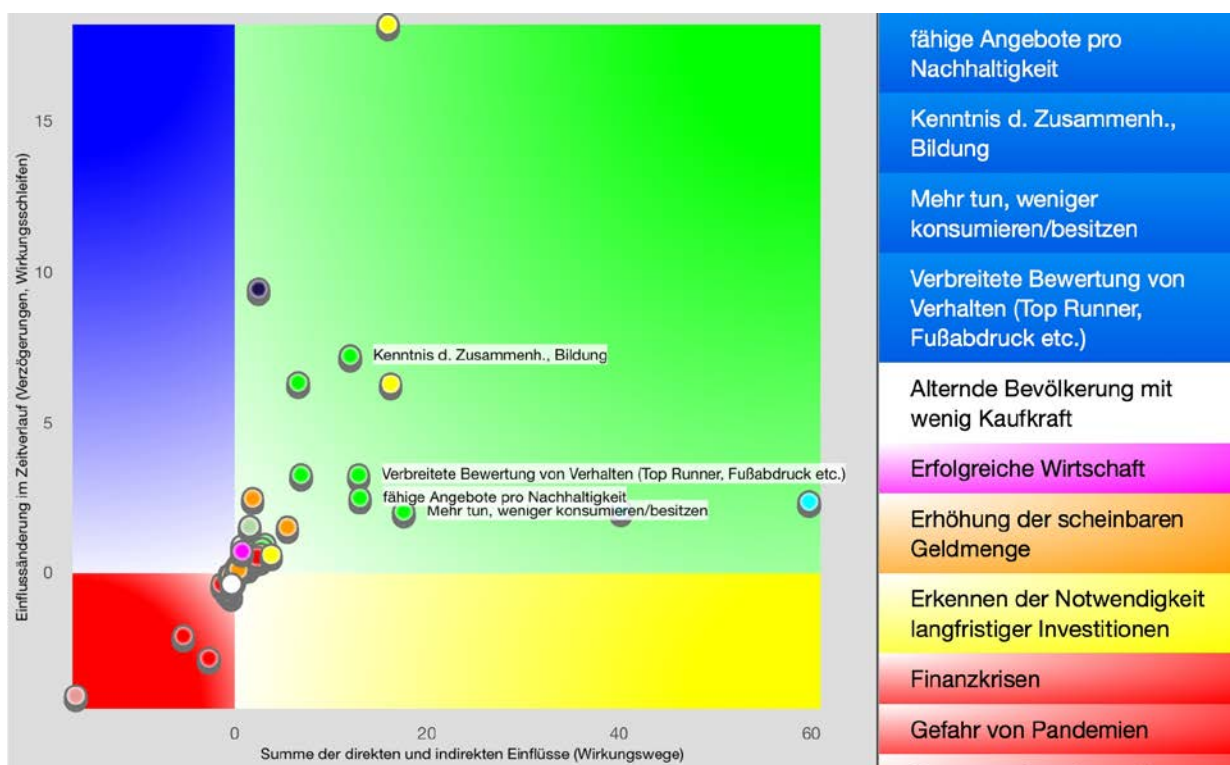 Einflussänderung im Zeitverlauf (Verzögerungen, Wirkungsschleifen)
15
10
5
0
Kenntnis d. Zusammenh., Bildung
Verbreitete Bewertung von Verhalten (Top Runner, Fußabdruck etc.)
fähige Angebote pro Nachhaltigkeit
Mehr tun, weniger konsumieren/besitzen
0
20
40
60
Summe der direkten und indirekten Einflüsse (Wirkungswege)
fähige Angebote pro
Nachhaltigkeit
Kenntnis d. Zusammenh.,
Bildung
Mehr tun, weniger
konsumieren/besitzen
Verbreitete Bewertung von
Verhalten (Top Runner,
Fußabdruck etc.)
Alternde Bevölkerung mit
wenig Kaufkraft
Erfolgreiche Wirtschaft
Erhöhung der scheinbaren
Geldmenge
Erkennen der Notwendigkeit
langfristiger Investitionen
Finanzkrisen
Gefahr von Pandemien